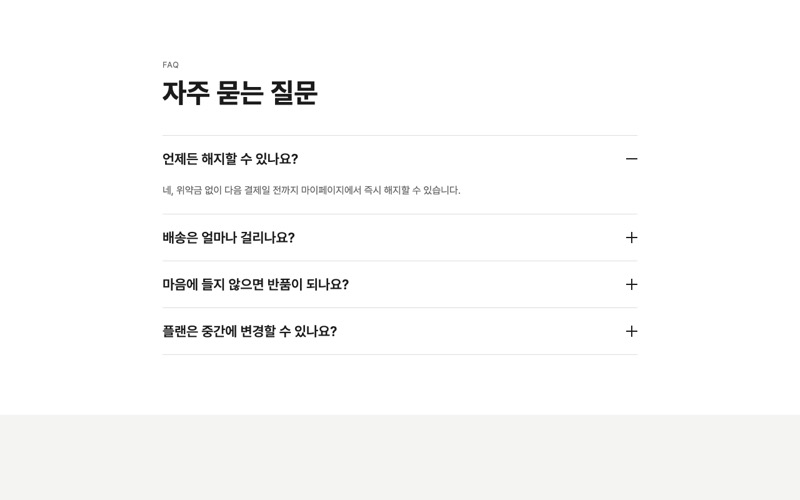 FAQ
자주 묻는 질문
언제든 해지할 수 있나요?
네, 위약금 없이 다음 결제일 전까지 마이페이지에서 즉시 해지할 수 있습니다.
배송은 얼마나 걸리나요?
마음에 들지 않으면 반품이 되나요?
플랜은 중간에 변경할 수 있나요?